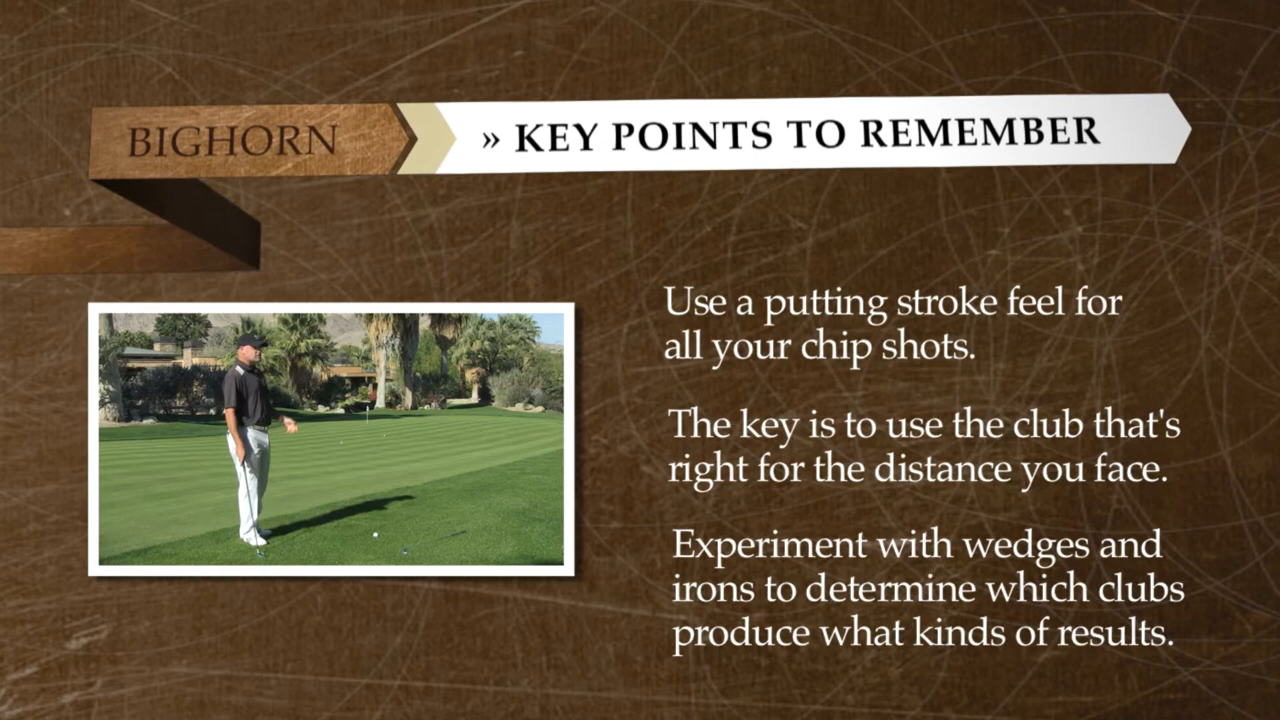 BIGHORN » KEY POINTS TO REMEMBER
Use a putting stroke feel for
all your chip shots.
The key is to use the club that's
right for the distance you face.
Experiment with wedges and
irons to determine which clubs
produce what kinds of results.